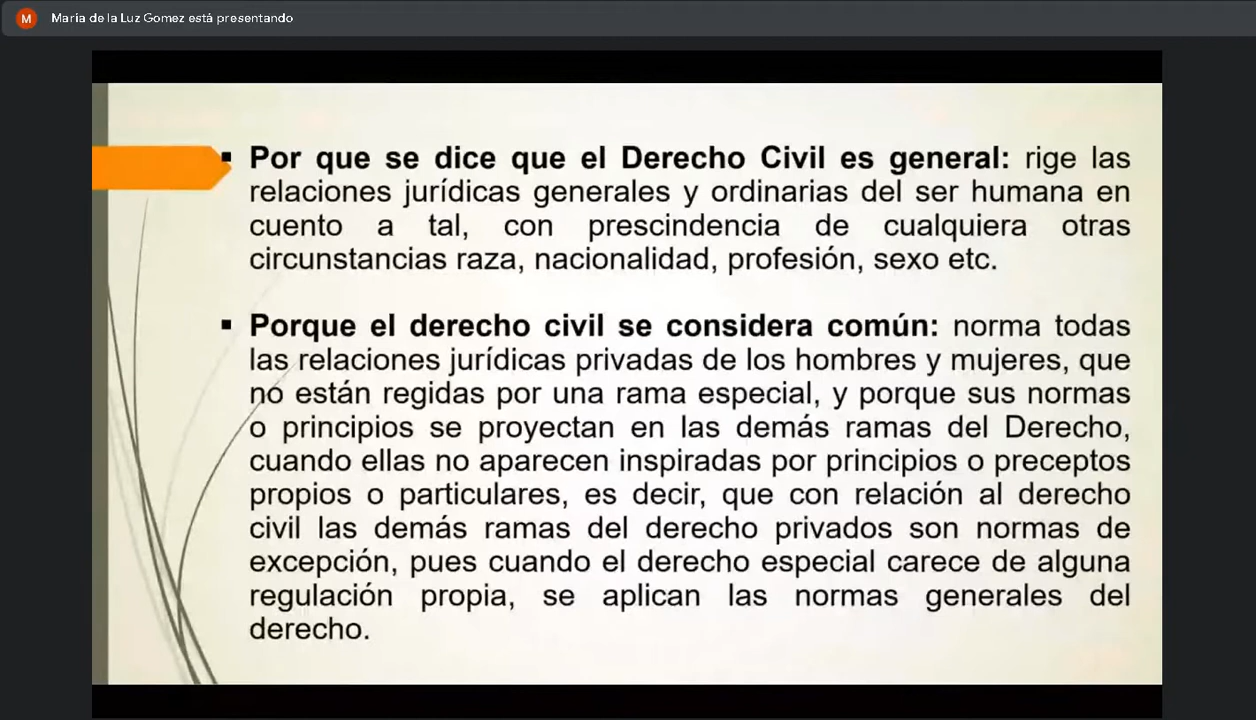 M María de la Luz Gomez está presentando
▪ Por que se dice que el Derecho Civil es general: rige las
relaciones jurídicas generales y ordinarias del ser humana en
cuento a tal, con prescindencia de cualquiera otras
circunstancias raza, nacionalidad, profesión, sexo etc.
▪ Porque el derecho civil se considera común: norma todas
las relaciones jurídicas privadas de los hombres y mujeres, que
no están regidas por una rama especial, y porque sus normas
o principios se proyectan en las demás ramas del Derecho,
cuando ellas no aparecen inspiradas por principios o preceptos
propios o particulares, es decir, que con relación al derecho
civil las demás ramas del derecho privados son normas de
excepción, pues cuando el derecho especial carece de alguna
regulación propia, se aplican las normas generales del
derecho.